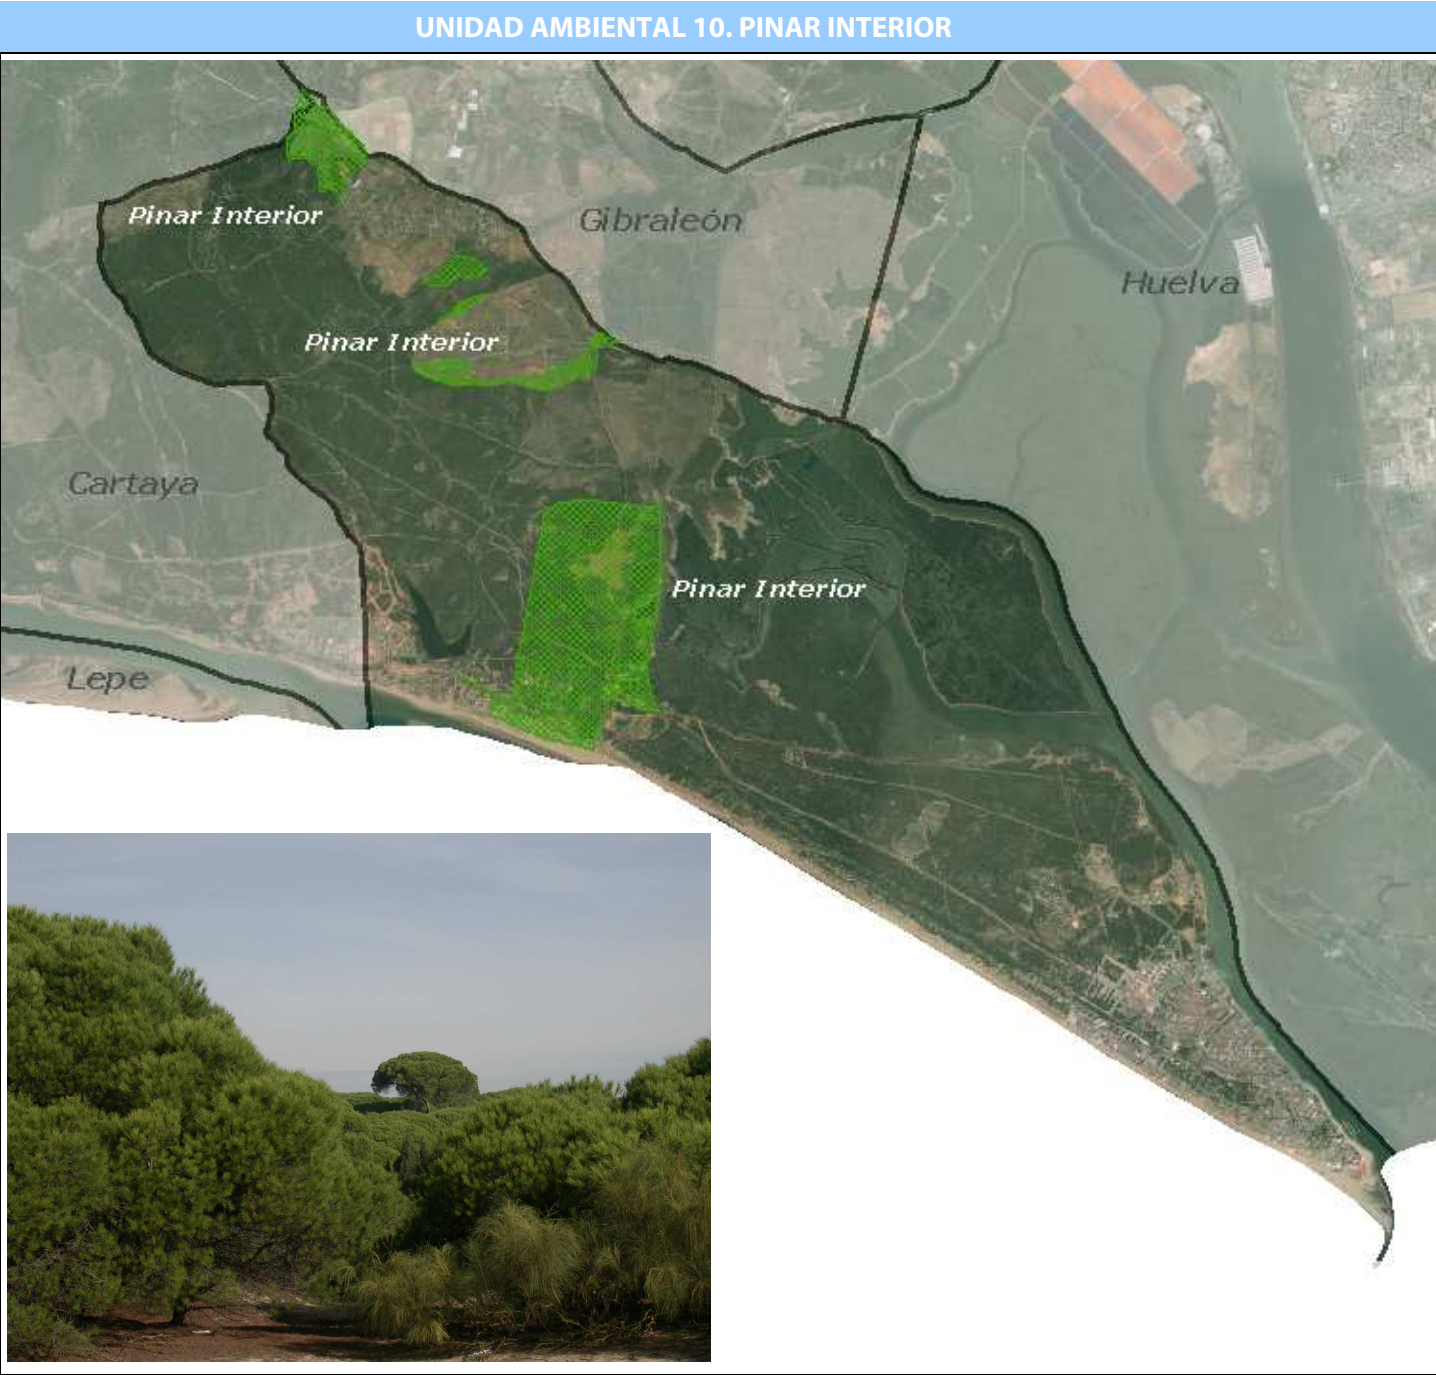 UNIDAD AMBIENTAL 10. PINAR INTERIOR
Pinar Interior
Gibraleón
Huelva
Pinar Interior
Cartaya
Pinar Interior
Lepe